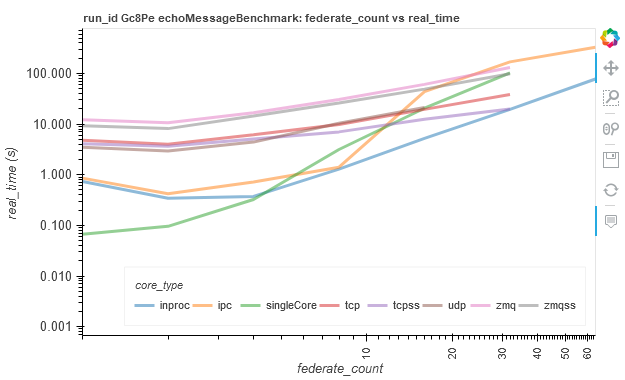 run_id Gc8Pe echoMessageBenchmark: federate_count vs real_time
100.000
10.000
1.000
0.100
0.010
0.001
real_time (s)
core_type
inproc ipc singleCore tcp tcpss udp zmq zmqss
10 20 30 40 50 60
federate_count